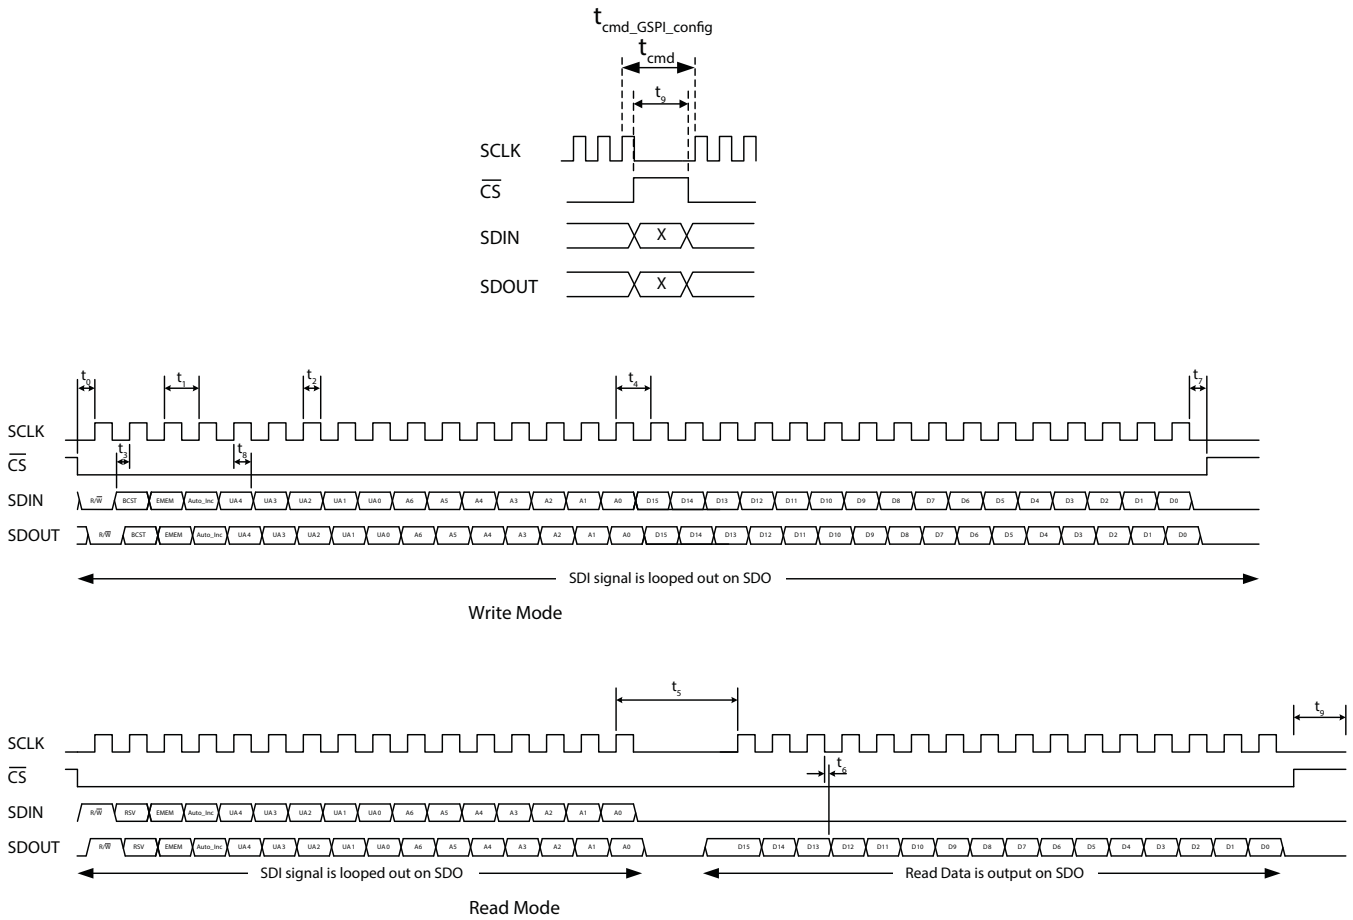 t cmd_GSPI_config
t cmd
t9
SCLK
CS
SDIN X
SDOUT X
t0 t1 t2 t4 t7
SCLK
t3 t8
CS
SDIN R/W BCST EMEM Auto_Inc UA4 UA3 UA2 UA1 UA0 A6 A5 A4 A3 A2 A1 A0 D15 D14 D13 D12 D11 D10 D9 D8 D7 D6 D5 D4 D3 D2 D1 D0
SDOUT R/W BCST EMEM Auto_Inc UA4 UA3 UA2 UA1 UA0 A6 A5 A4 A3 A2 A1 A0 D15 D14 D13 D12 D11 D10 D9 D8 D7 D6 D5 D4 D3 D2 D1 D0
SDI signal is looped out on SDO
Write Mode
t5
t9
SCLK
t6
CS
SDIN R/W RSV EMEM Auto_Inc UA4 UA3 UA2 UA1 UA0 A6 A5 A4 A3 A2 A1 A0
SDOUT R/W RSV EMEM Auto_Inc UA4 UA3 UA2 UA1 UA0 A6 A5 A4 A3 A2 A1 A0 D15 D14 D13 D12 D11 D10 D9 D8 D7 D6 D5 D4 D3 D2 D1 D0
SDI signal is looped out on SDO Read Data is output on SDO
Read Mode